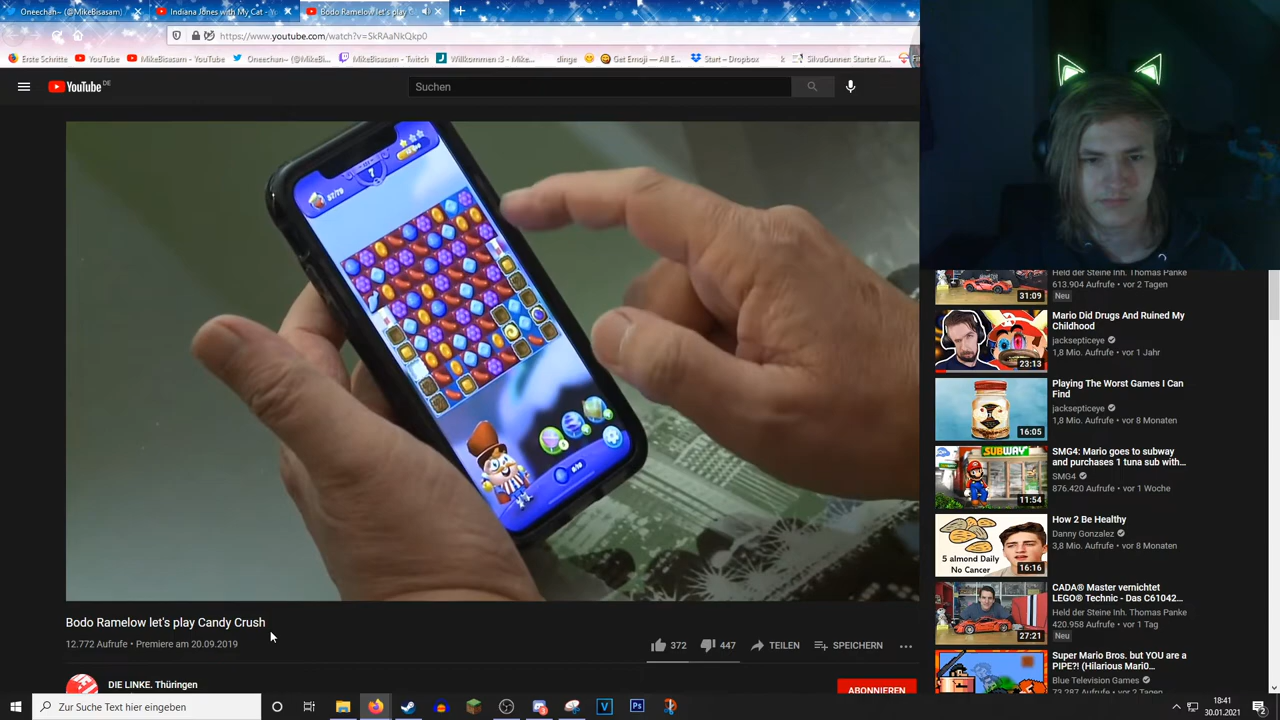 Oneechan~ (@MikeBisasam)
Indiana Jones with My Cat - Yo
Bodo Ramelow let's play C
https://www.youtube.com/watch?v=SkRAaNkQkp0
Erste Schritte
YouTube
MikeBisasam - YouTube
Oneechan~ (@MikeBi...
MikeBisasam - Twitch
Willkommen :3 - Mike...
dinge
Get Emoji — All E...
Start – Dropbox
k
SilvaGunner: Starter Ki...
YouTube DE
Suchen
7
Held der Steine Inh. Thomas Panke
613.904 Aufrufe • vor 2 Tagen
31:09
Neu
Mario Did Drugs And Ruined My
Childhood
jacksepticeye
1,8 Mio. Aufrufe • vor 1 Jahr
23:13
Playing The Worst Games I Can
Find
jacksepticeye
1,8 Mio. Aufrufe • vor 8 Monaten
16:05
SUBWAY
SMG4: Mario goes to subway
and purchases 1 tuna sub with...
SMG4
876.420 Aufrufe • vor 1 Woche
11:54
How 2 Be Healthy
Danny Gonzalez
3,8 Mio. Aufrufe • vor 8 Monaten
5 almond Daily
No Cancer
16:16
CADA® Master vernichtet
LEGO® Technic - Das C61042...
Held der Steine Inh. Thomas Panke
420.958 Aufrufe • vor 1 Tag
27:21
Neu
Super Mario Bros. but YOU are a
PIPE?! (Hilarious Mari0...
Blue Television Games
73.287 Aufrufe • vor 2 Tagen
Bodo Ramelow let's play Candy Crush
12.772 Aufrufe • Premiere am 20.09.2019
372
447
TEILEN
SPEICHERN
DIE LINKE. Thüringen
ABONNIEREN
Zur Suche Text hier eingeben
18:41
30.01.2021
2